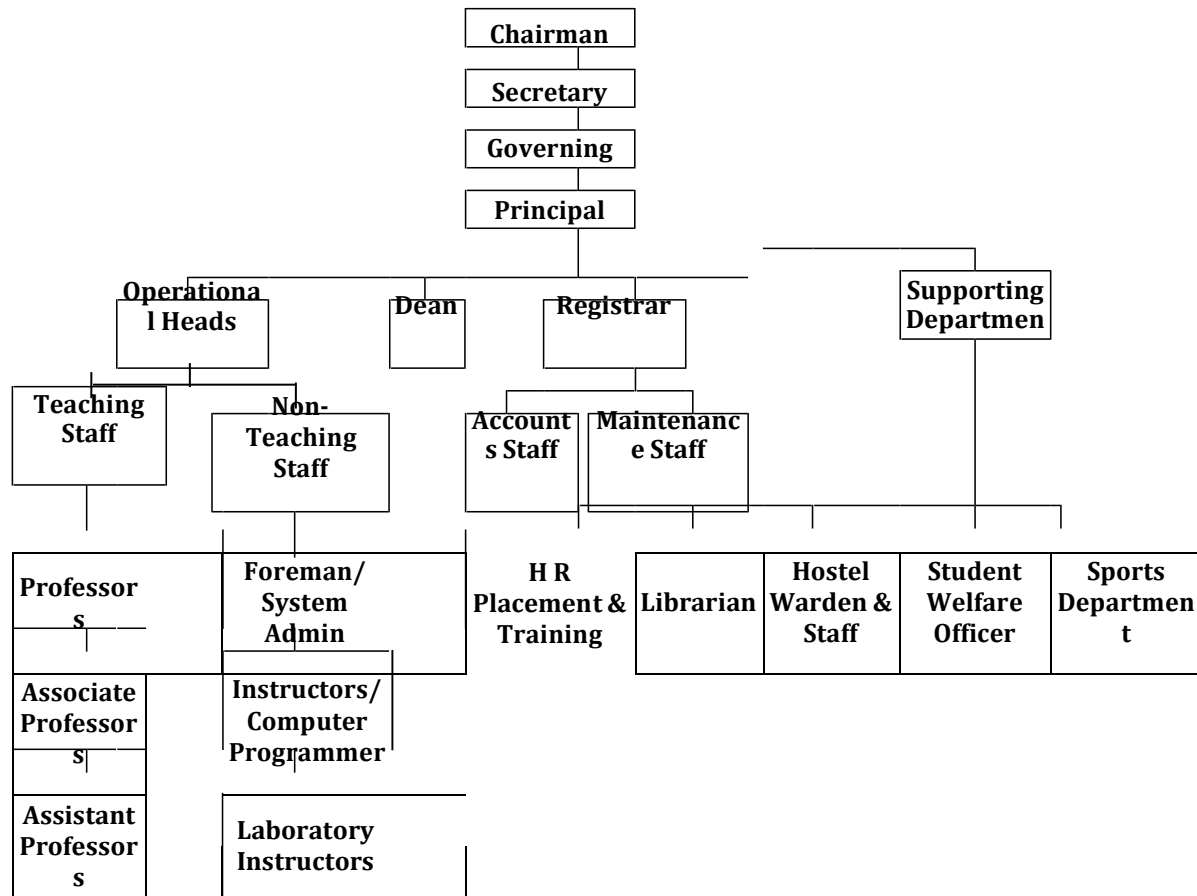 Chairman
Secretary
Governing
Principal
Operationa
l Heads
Dean
Registrar
Supporting
Departmen
Teaching
Staff
Non-
Teaching
Staff
Account
s Staff
Maintenanc
e Staff
Professor
s
Foreman/
System
Admin
H R
Placement &
Training
Librarian
Hostel
Warden &
Staff
Student
Welfare
Officer
Sports
Departmen
t
Associate
Professor
s
Instructors/
Computer
Programmer
Assistant
Professor
s
Laboratory
Instructors